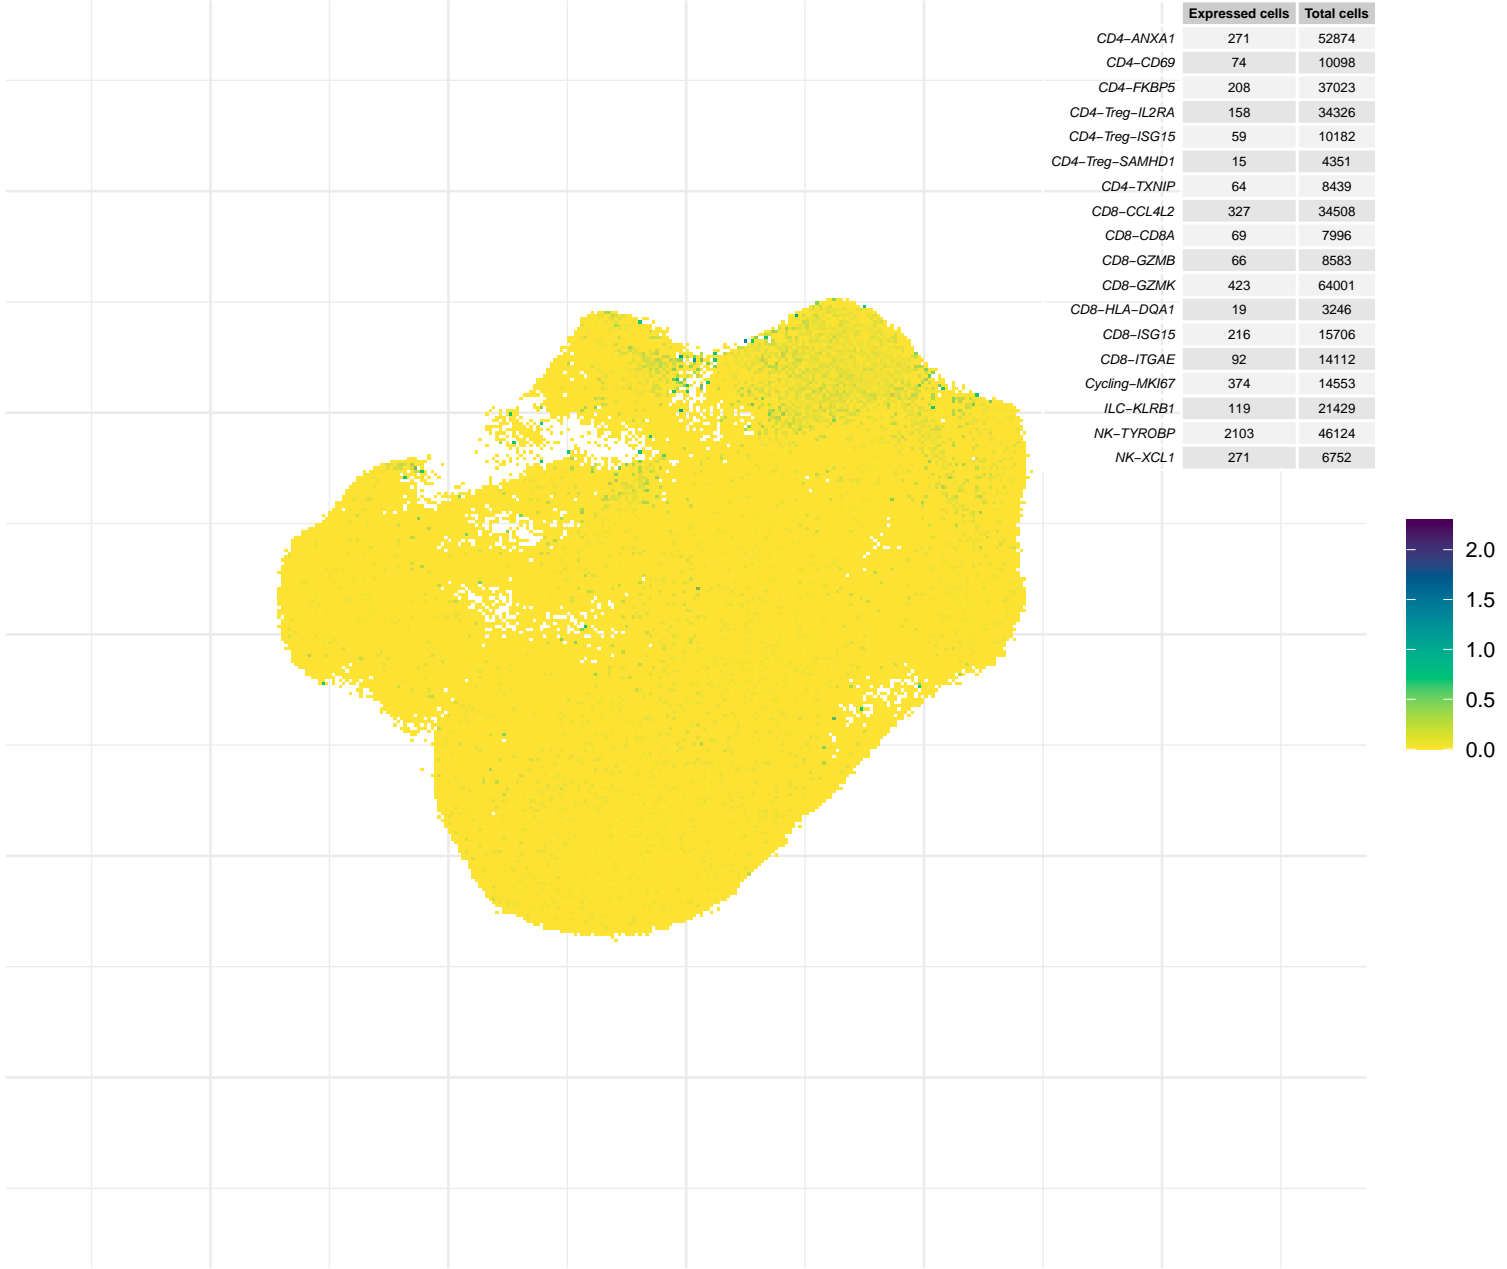 Expressed cells Total cells
CD4−ANXA1 271 52874
CD4−CD69 74 10098
CD4−FKBP5 208 37023
CD4−Treg−IL2RA 158 34326
CD4−Treg−ISG15 59 10182
CD4−Treg−SAMHD1 15 4351
CD4−TXNIP 64 8439
CD8−CCL4L2 327 34508
CD8−CD8A 69 7996
CD8−GZMB 66 8583
CD8−GZMK 423 64001
CD8−HLA−DQA1 19 3246
CD8−ISG15 216 15706
CD8−ITGAE 92 14112
Cycling−MKI67 374 14553
ILC−KLRB1 119 21429
NK−TYROBP 2103 46124
NK−XCL1 271 6752
2.0
1.5
1.0
0.5
0.0